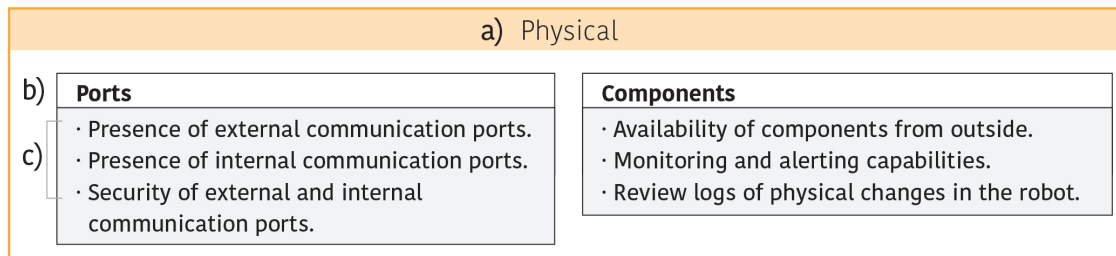 a) Physical
b)
Ports
c)
· Presence of external communication ports.
· Presence of internal communication ports.
· Security of external and internal
communication ports.
Components
· Availability of components from outside.
· Monitoring and alerting capabilities.
· Review logs of physical changes in the robot.